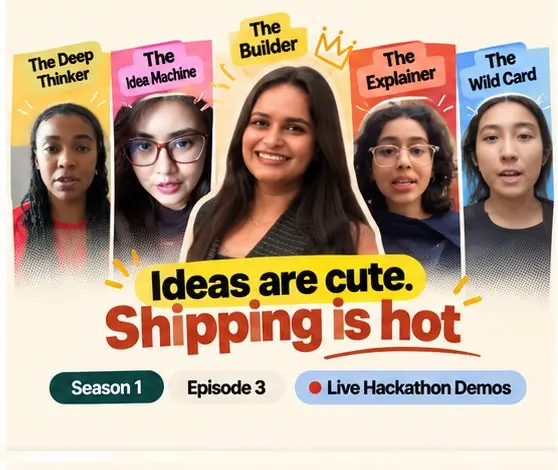 The Deep
Thinker
The
Idea Machine
The
Builder
The
Explainer
The
Wild Card
Ideas are cute.
Shipping is hot
Season 1
Episode 3
Live Hackathon Demos